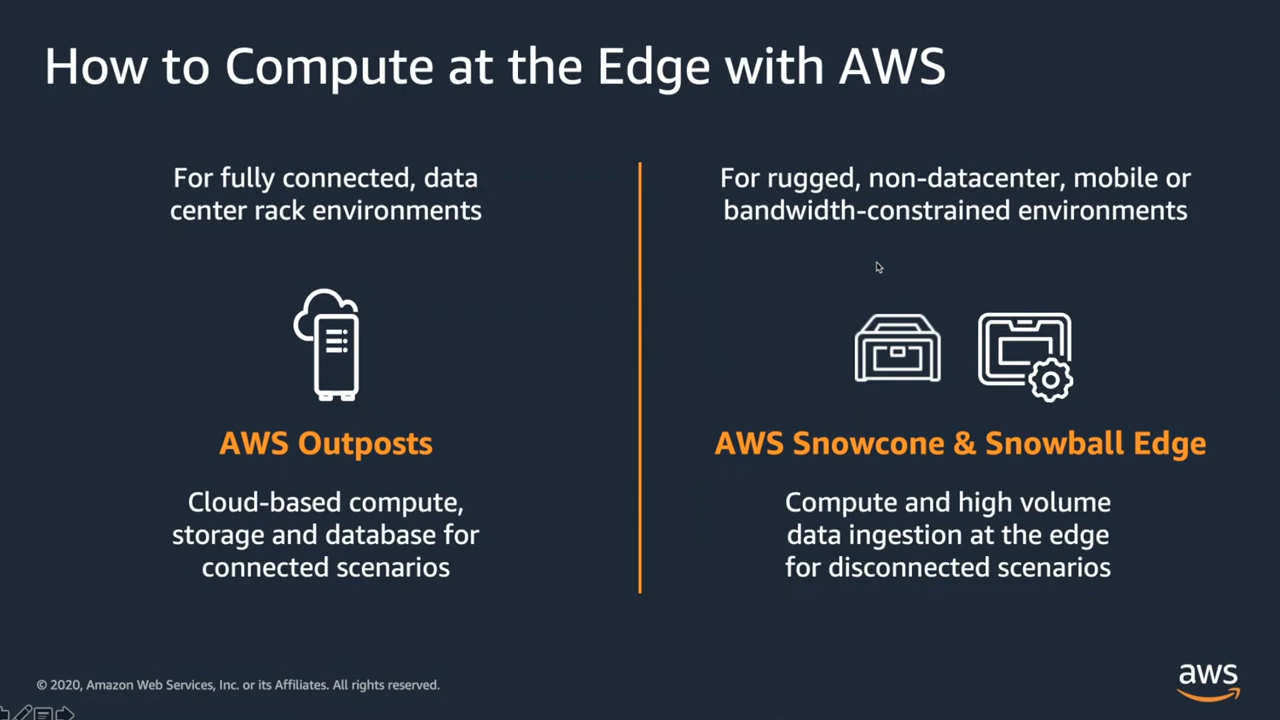 How to Compute at the Edge with AWS
For fully connected, data
center rack environments
AWS Outposts
Cloud-based compute,
storage and database for
connected scenarios
For rugged, non-datacenter, mobile or
bandwidth-constrained environments
AWS Snowcone & Snowball Edge
Compute and high volume
data ingestion at the edge
for disconnected scenarios
© 2020, Amazon Web Services, Inc. or its Affiliates. All rights reserved.
aws